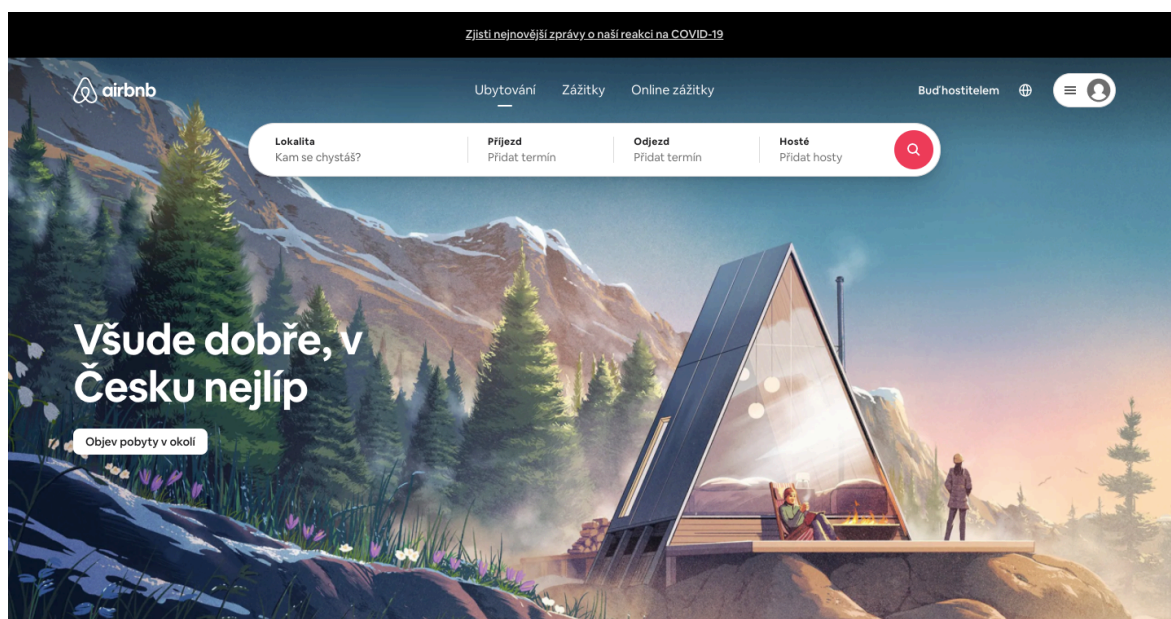 Zjisti nejnovější zprávy o naší reakci na COVID-19
airbnb
Ubytování Zážitky Online zážitky
Buď hostitelem
Lokalita Příjezd Odjezd Hosté
Kam se chystáš? Přidat termín Přidat termín Přidat hosty
Všude dobře, v
Česku nejlíp
Objev pobyty v okolí